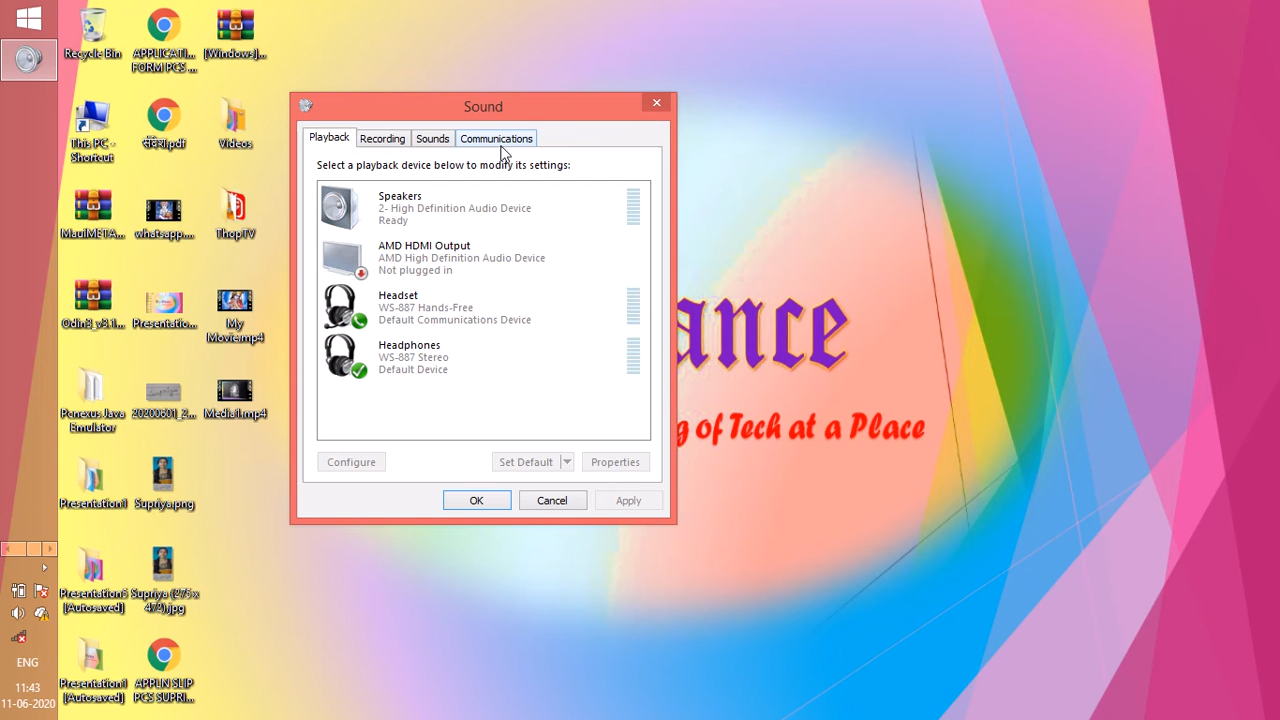 Recycle Bin
APPLICATI...
FORM PCS ...
[Windows]...
This PC -
Shortcut
Videos
MauiMETA...
whatsapp....
ThopTV
Odin3_v3.1...
Presentatio...
My
Movie.mp4
Penexus Java
Emulator
20200601_2...
Media1.mp4
Presentation1
Supriya.png
Presentation5
[Autosaved]
Supriya (275 x
473).jpg
Presentation1
[Autosaved]
APPLN SLIP
PCS SUPRI...
ENG
11:43
11-06-2020
Sound
Playback
Recording
Sounds
Communications
Select a playback device below to modify its settings:
Speakers
2- High Definition Audio Device
Ready
AMD HDMI Output
AMD High Definition Audio Device
Not plugged in
Headset
WS-887 Hands-Free
Default Communications Device
Headphones
WS-887 Stereo
Default Device
Configure
Set Default
Properties
OK
Cancel
Apply
ance
g of Tech at a Place